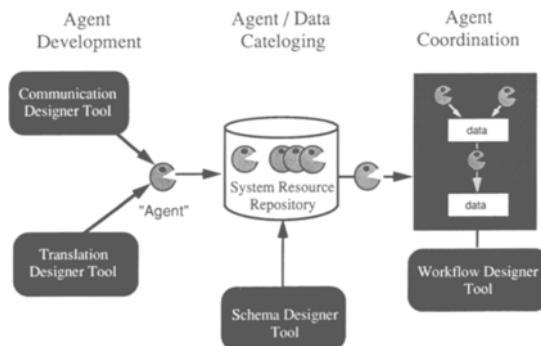 Agent
Development
Agent / Data
Cateloging
Agent
Coordination
Communication
Designer Tool
"Agent"
Translation
Designer Tool
System Resource
Repository
Schema Designer
Tool
data
data
Workflow Designer
Tool